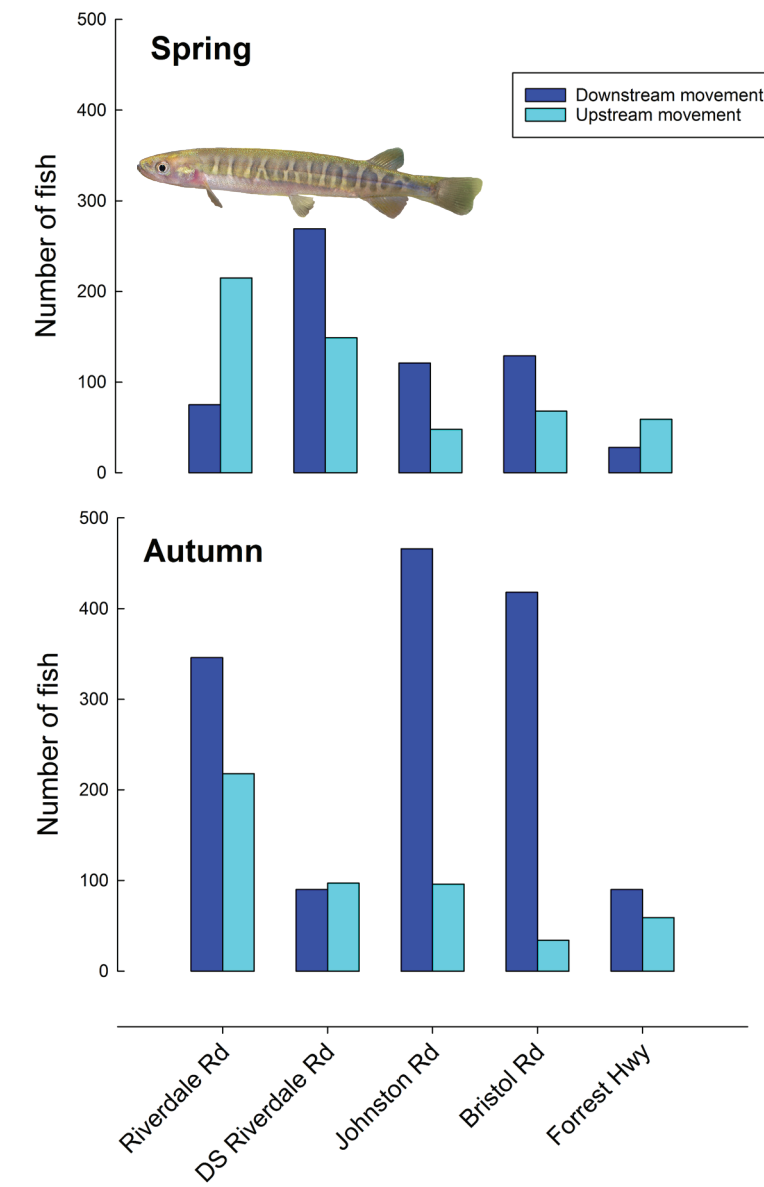 Spring
Downstream movement
Upstream movement
Number of fish
500
400
300
200
100
0
Autumn
Number of fish
500
400
300
200
100
0
Riverdale Rd
DS Riverdale Rd
Johnston Rd
Bristol Rd
Forrest Hwy